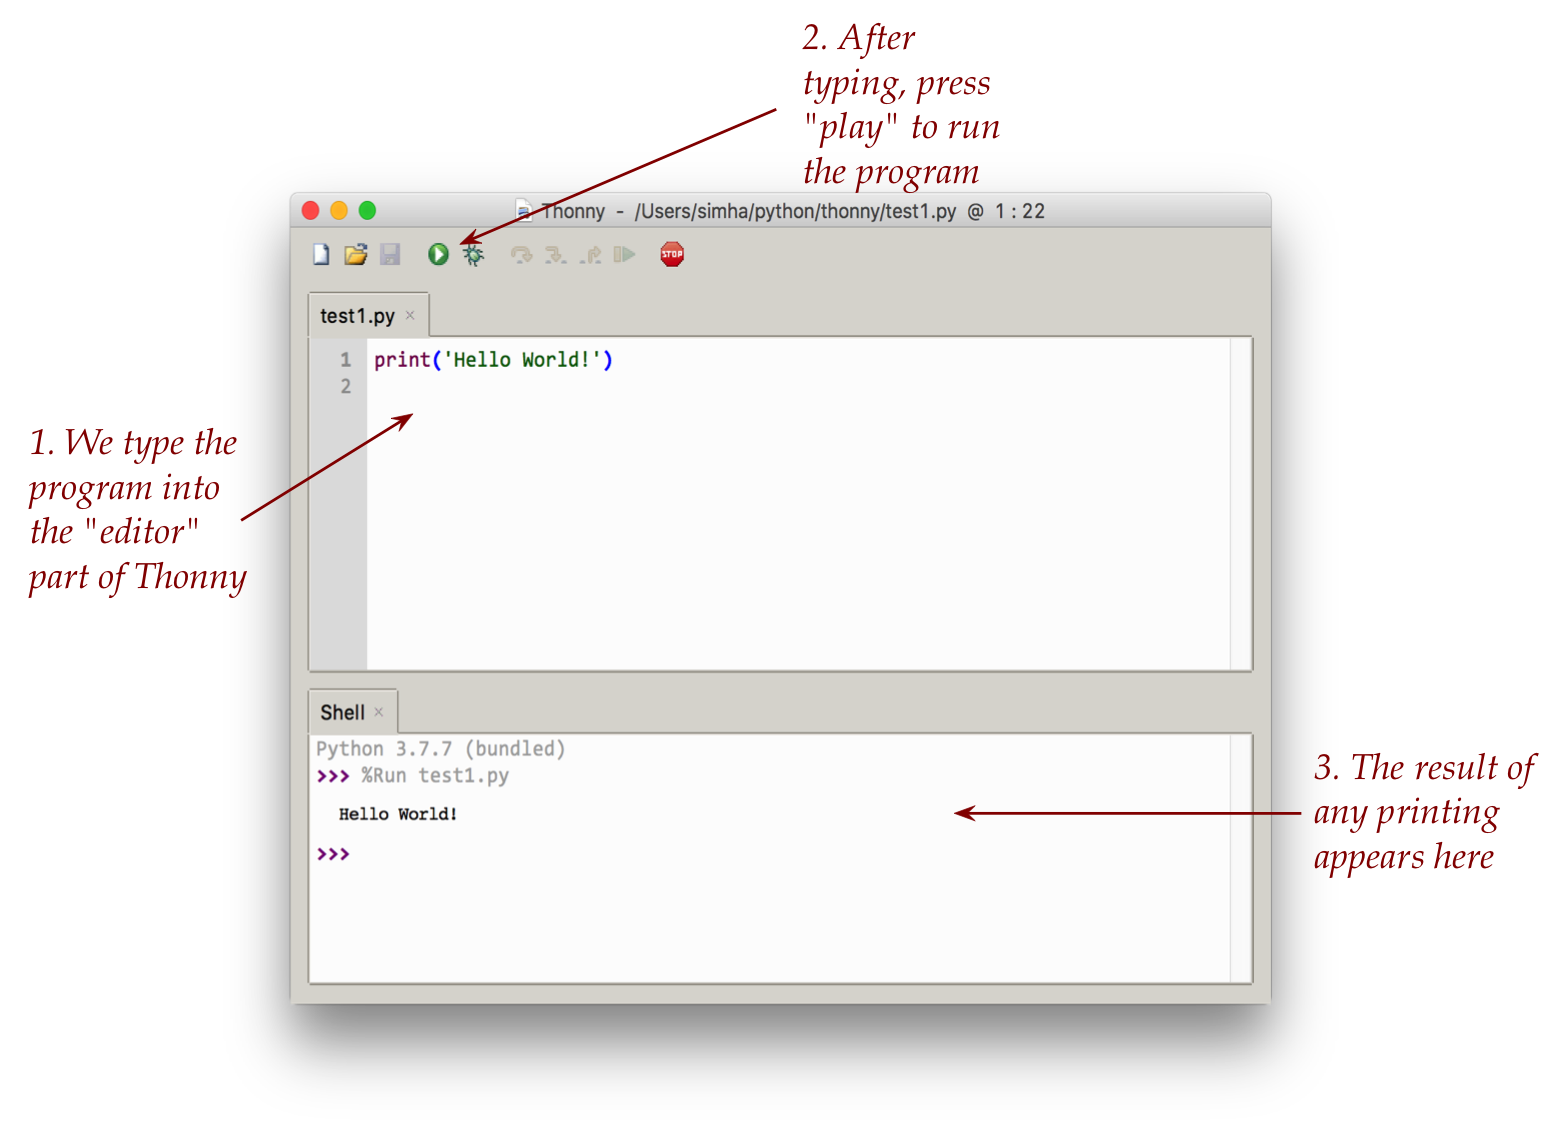 2. After
typing, press
"play" to run
the program
Thonny - /Users/simha/python/thonny/test1.py @ 1 : 22
STOP
test1.py ×
1 print('Hello World!')
2
1. We type the
program into
the "editor"
part of Thonny
Shell ×
Python 3.7.7 (bundled)
>>> %Run test1.py
Hello World!
>>>
3. The result of
any printing
appears here